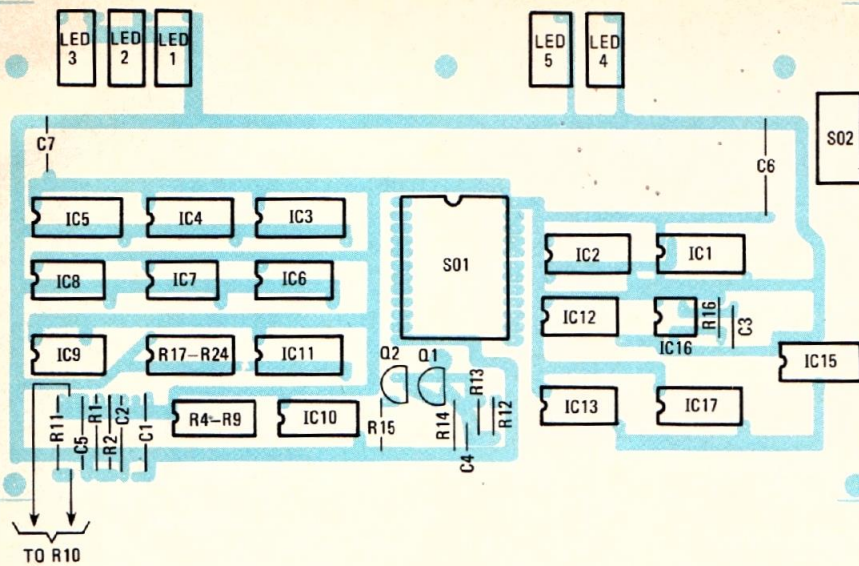 LED 3
LED 2
LED 1
LED 5
LED 4
S02
C7
C6
IC5
IC4
IC3
S01
IC2
IC1
IC8
IC7
IC6
IC12
R16
C3
IC16
IC9
R17–R24
IC11
Q2
Q1
R13
IC15
R11
C5
R1
R2
C2
C1
R4–R9
IC10
R15
R14
C4
R12
IC13
IC17
TO R10